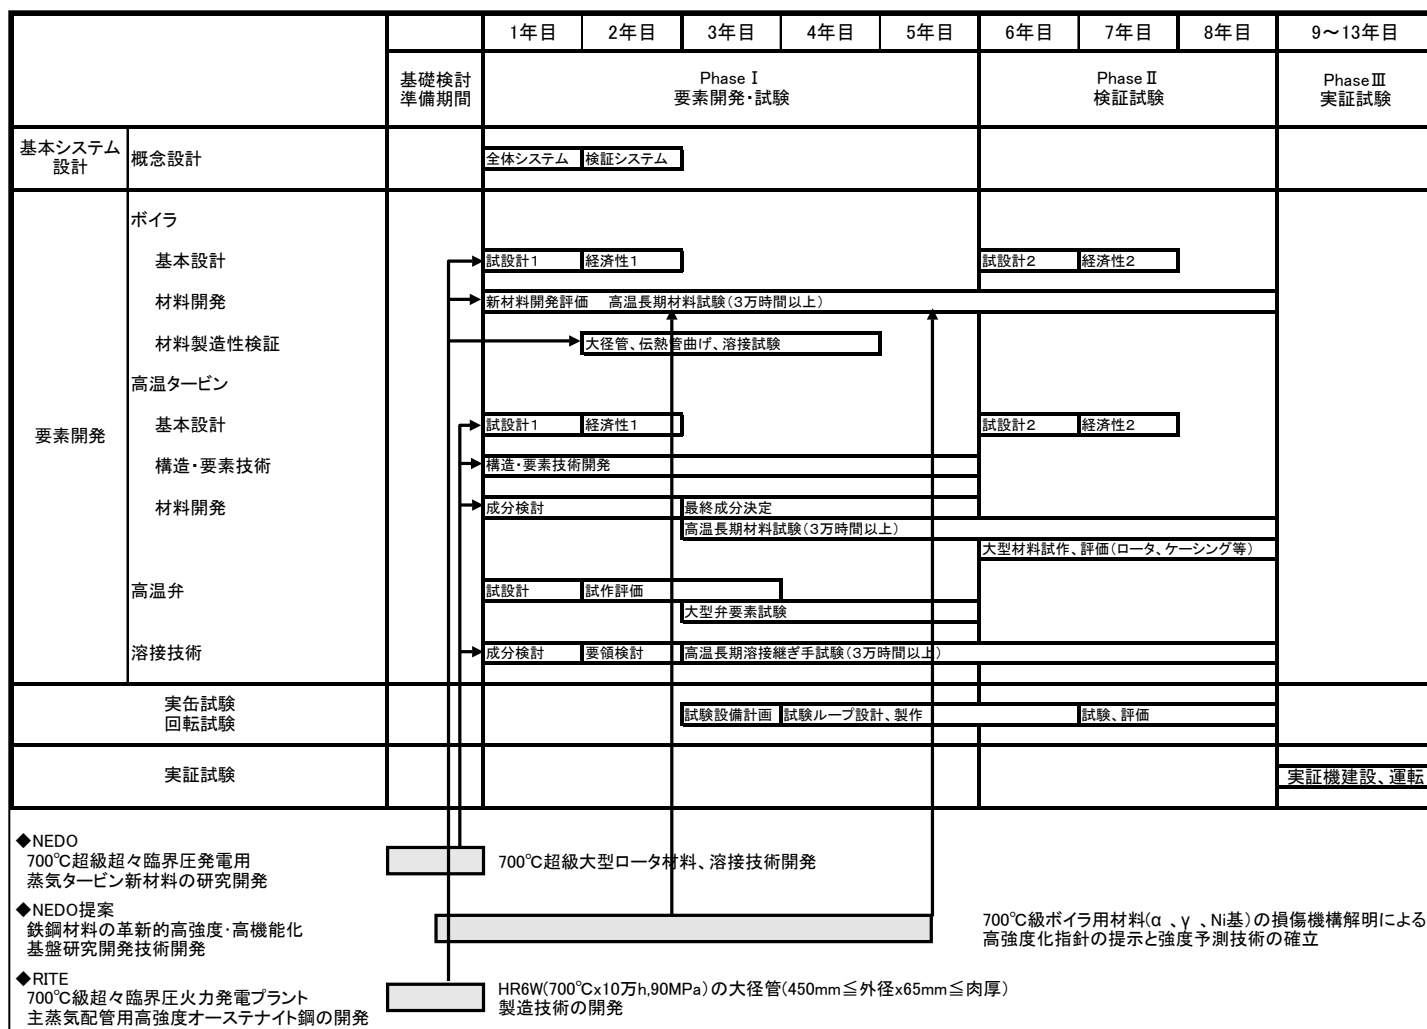 1年目 2年目 3年目 4年目 5年目 6年目 7年目 8年目 9～13年目
基礎検討
準備期間
Phase Ⅰ
要素開発・試験
Phase Ⅱ
検証試験
Phase Ⅲ
実証試験
基本システム
設計
概念設計
全体システム 検証システム
要素開発
ボイラ
基本設計
試設計1 経済性1 試設計2 経済性2
材料開発
新材料開発評価 高温長期材料試験(3万時間以上)
材料製造性検証
大径管、伝熱管曲げ、溶接試験
高温タービン
基本設計
試設計1 経済性1 試設計2 経済性2
構造・要素技術
構造・要素技術開発
材料開発
成分検討 最終成分決定
高温長期材料試験(3万時間以上)
大型材料試作、評価(ロータ、ケーシング等)
高温弁
試設計 試作評価
大型弁要素試験
溶接技術
成分検討 要領検討 高温長期溶接継ぎ手試験(3万時間以上)
実缶試験
回転試験
試験設備計画 試験ループ設計、製作 試験、評価
実証試験
実証機建設、運転
◆NEDO
700℃超級超々臨界圧発電用
蒸気タービン新材料の研究開発
700℃超級大型ロータ材料、溶接技術開発
◆NEDO提案
鉄鋼材料の革新的高強度・高機能化
基盤研究開発技術開発
700℃級ボイラ用材料(α、γ、Ni基)の損傷機構解明による
高強度化指針の提示と強度予測技術の確立
◆RITE
700℃級超々臨界圧火力発電プラント
主蒸気配管用高強度オーステナイト鋼の開発
HR6W(700℃x10万h,90MPa)の大径管(450mm≦外径x65mm≦肉厚)
製造技術の開発